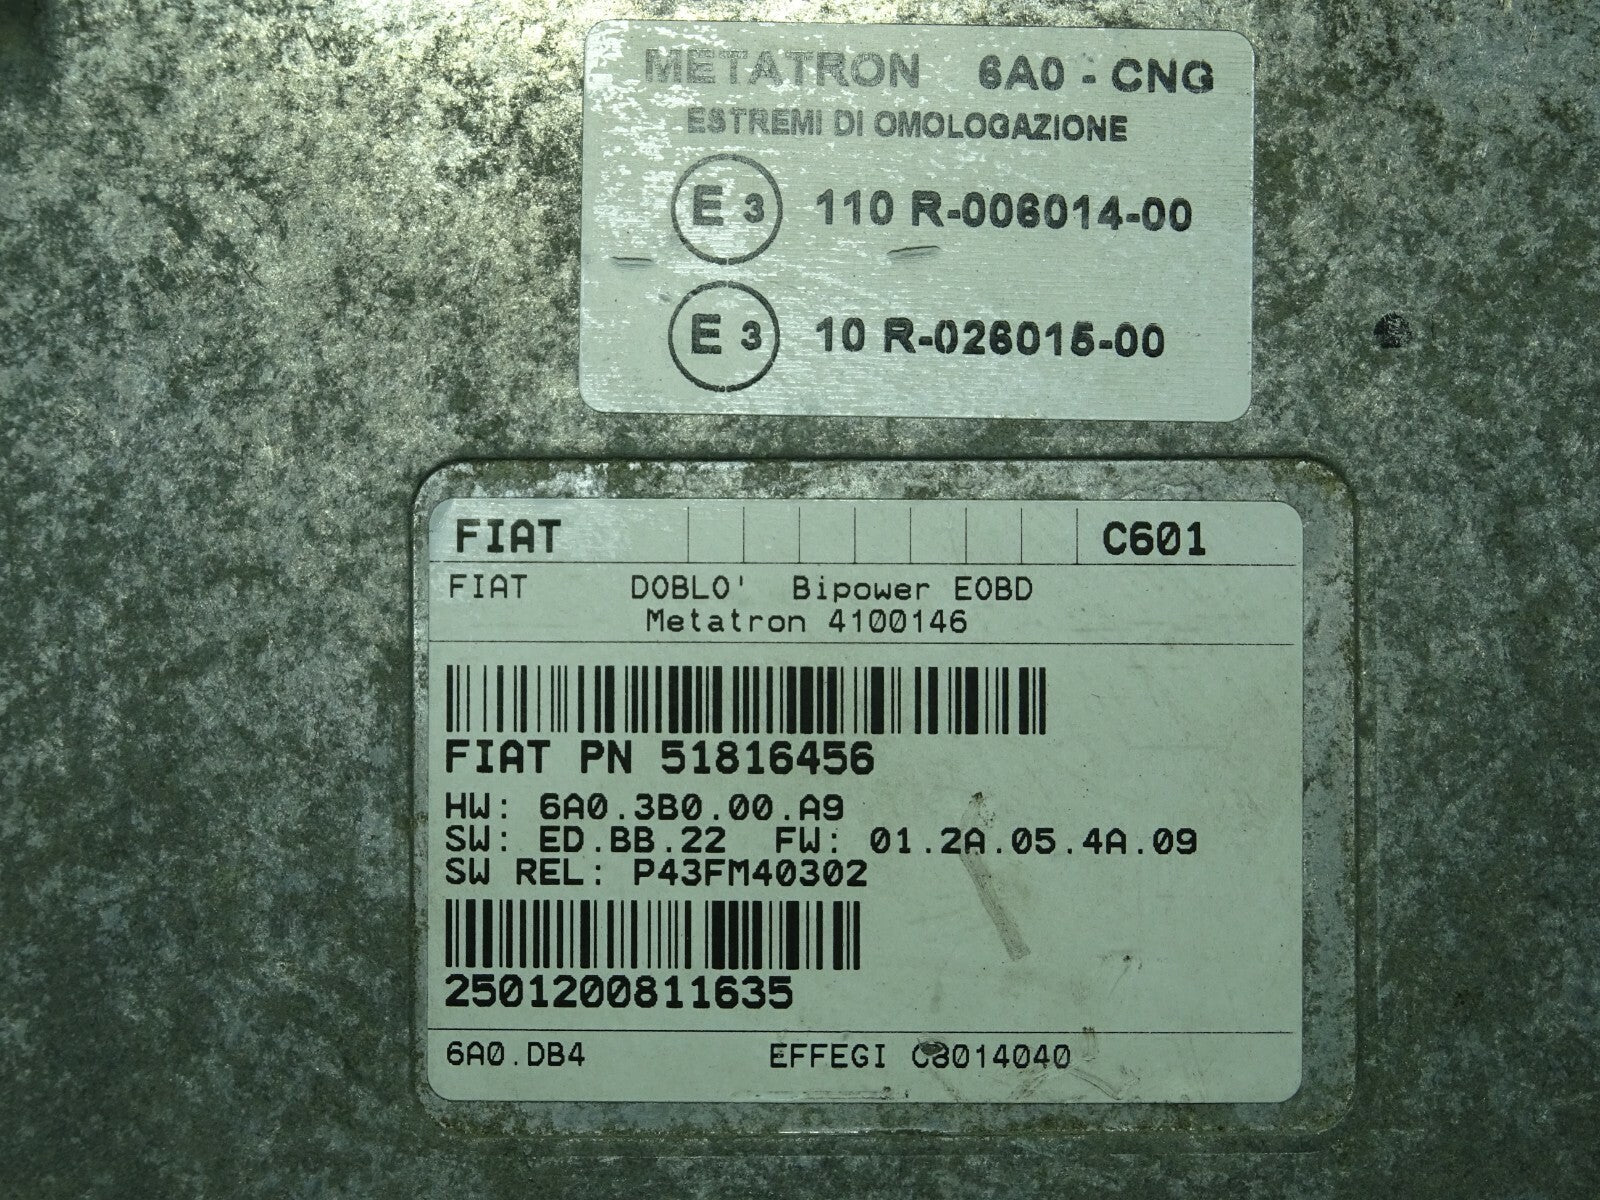 METATRON 6A0 - CNG
ESTREMI DI OMOLOGAZIONE
E 3 110 R-006014-00
E 3 10 R-026015-00
FIAT C601
FIAT DOBLO' Bipower EOBD
Metatron 4100146
FIAT PN 51816456
HW: 6A0.3B0.00.A9
SW: ED.BB.22 FW: 01.2A.05.4A.09
SW REL: P43FM40302
2501200811635
6A0.DB4 EFFEGI C8014040